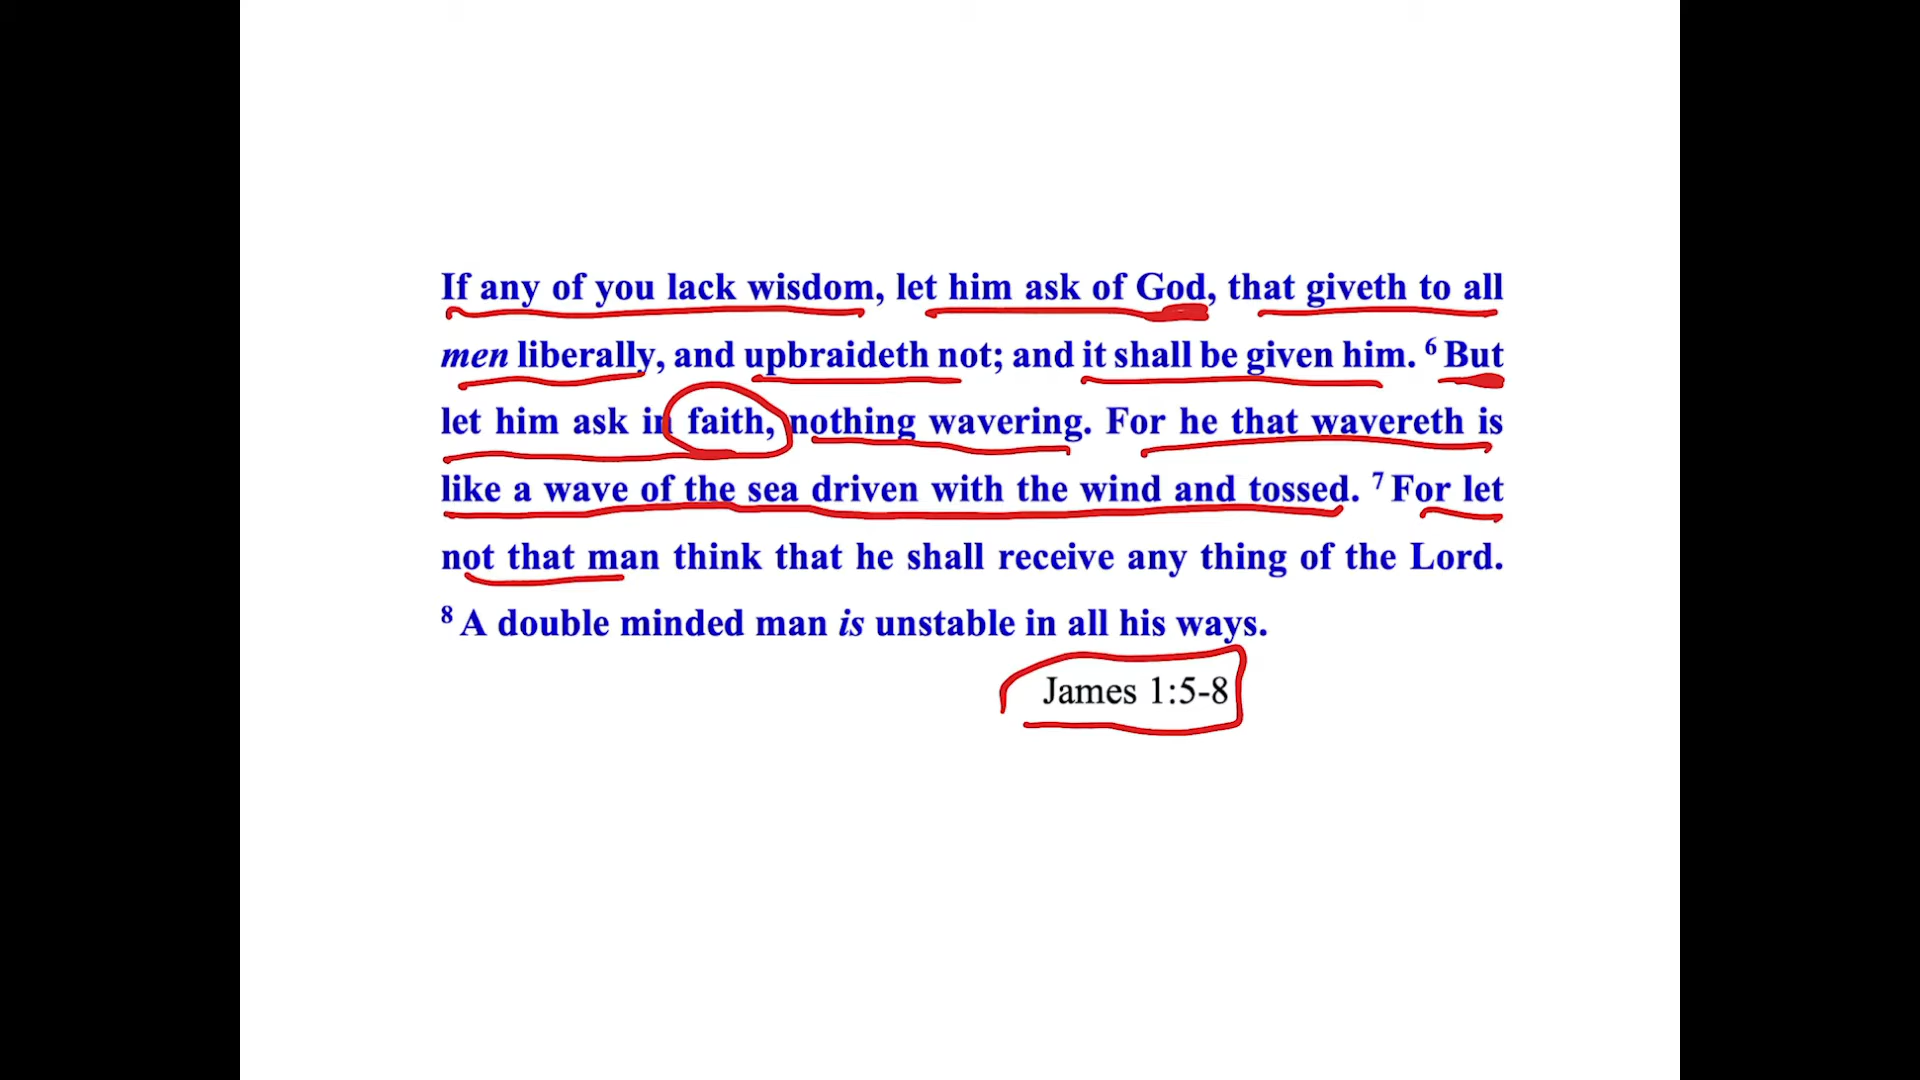 If any of you lack wisdom, let him ask of God, that giveth to all
men liberally, and upbraideth not; and it shall be given him. 6 But
let him ask in faith, nothing wavering. For he that wavereth is
like a wave of the sea driven with the wind and tossed. 7 For let
not that man think that he shall receive any thing of the Lord.
8 A double minded man is unstable in all his ways.
James 1:5-8